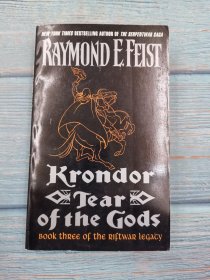 NEW YORK TIMES BESTSELLING AUTHOR OF THE SERPENTWAR SAGA
RAYMOND E. FEIST
Krondor
Tear
of the Gods
BOOK THREE OF THE RIFTWAR LEGACY